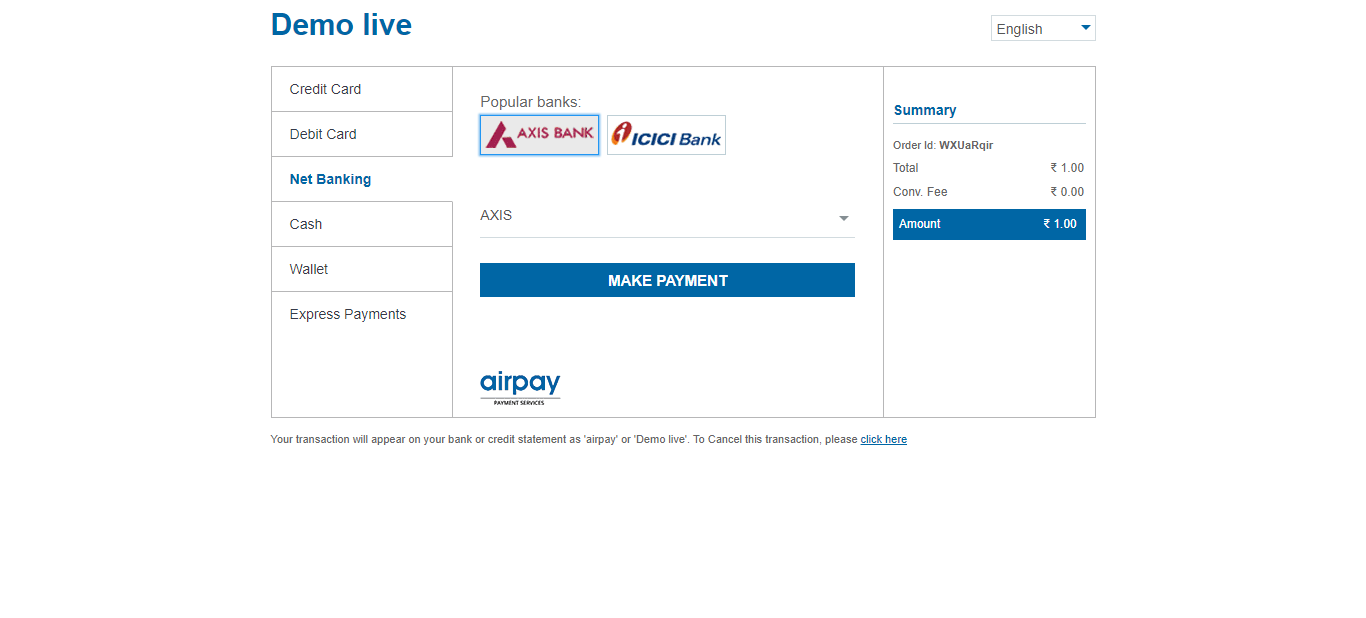 Demo live
English
Credit Card
Debit Card
Net Banking
Cash
Wallet
Express Payments
Popular banks:
AXIS BANK
ICICI Bank
AXIS
MAKE PAYMENT
airpay
PAYMENT SERVICES
Summary
Order Id: WXUaRqir
Total ₹ 1.00
Conv. Fee ₹ 0.00
Amount ₹ 1.00
Your transaction will appear on your bank or credit statement as 'airpay' or 'Demo live'. To Cancel this transaction, please click here